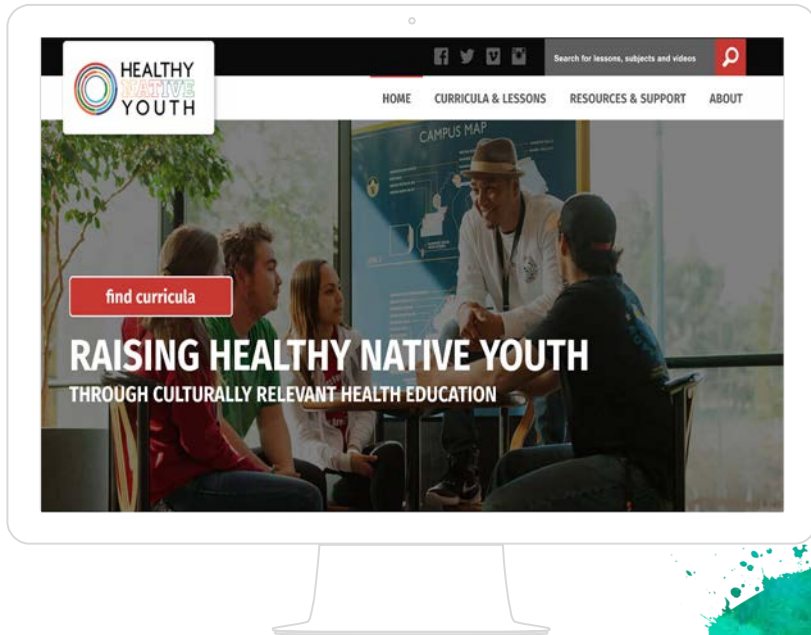 HEALTHY
NATIVE
YOUTH
Search for lessons, subjects and videos
HOME CURRICULA & LESSONS RESOURCES & SUPPORT ABOUT
CAMPUS MAP
find curricula
RAISING HEALTHY NATIVE YOUTH
THROUGH CULTURALLY RELEVANT HEALTH EDUCATION